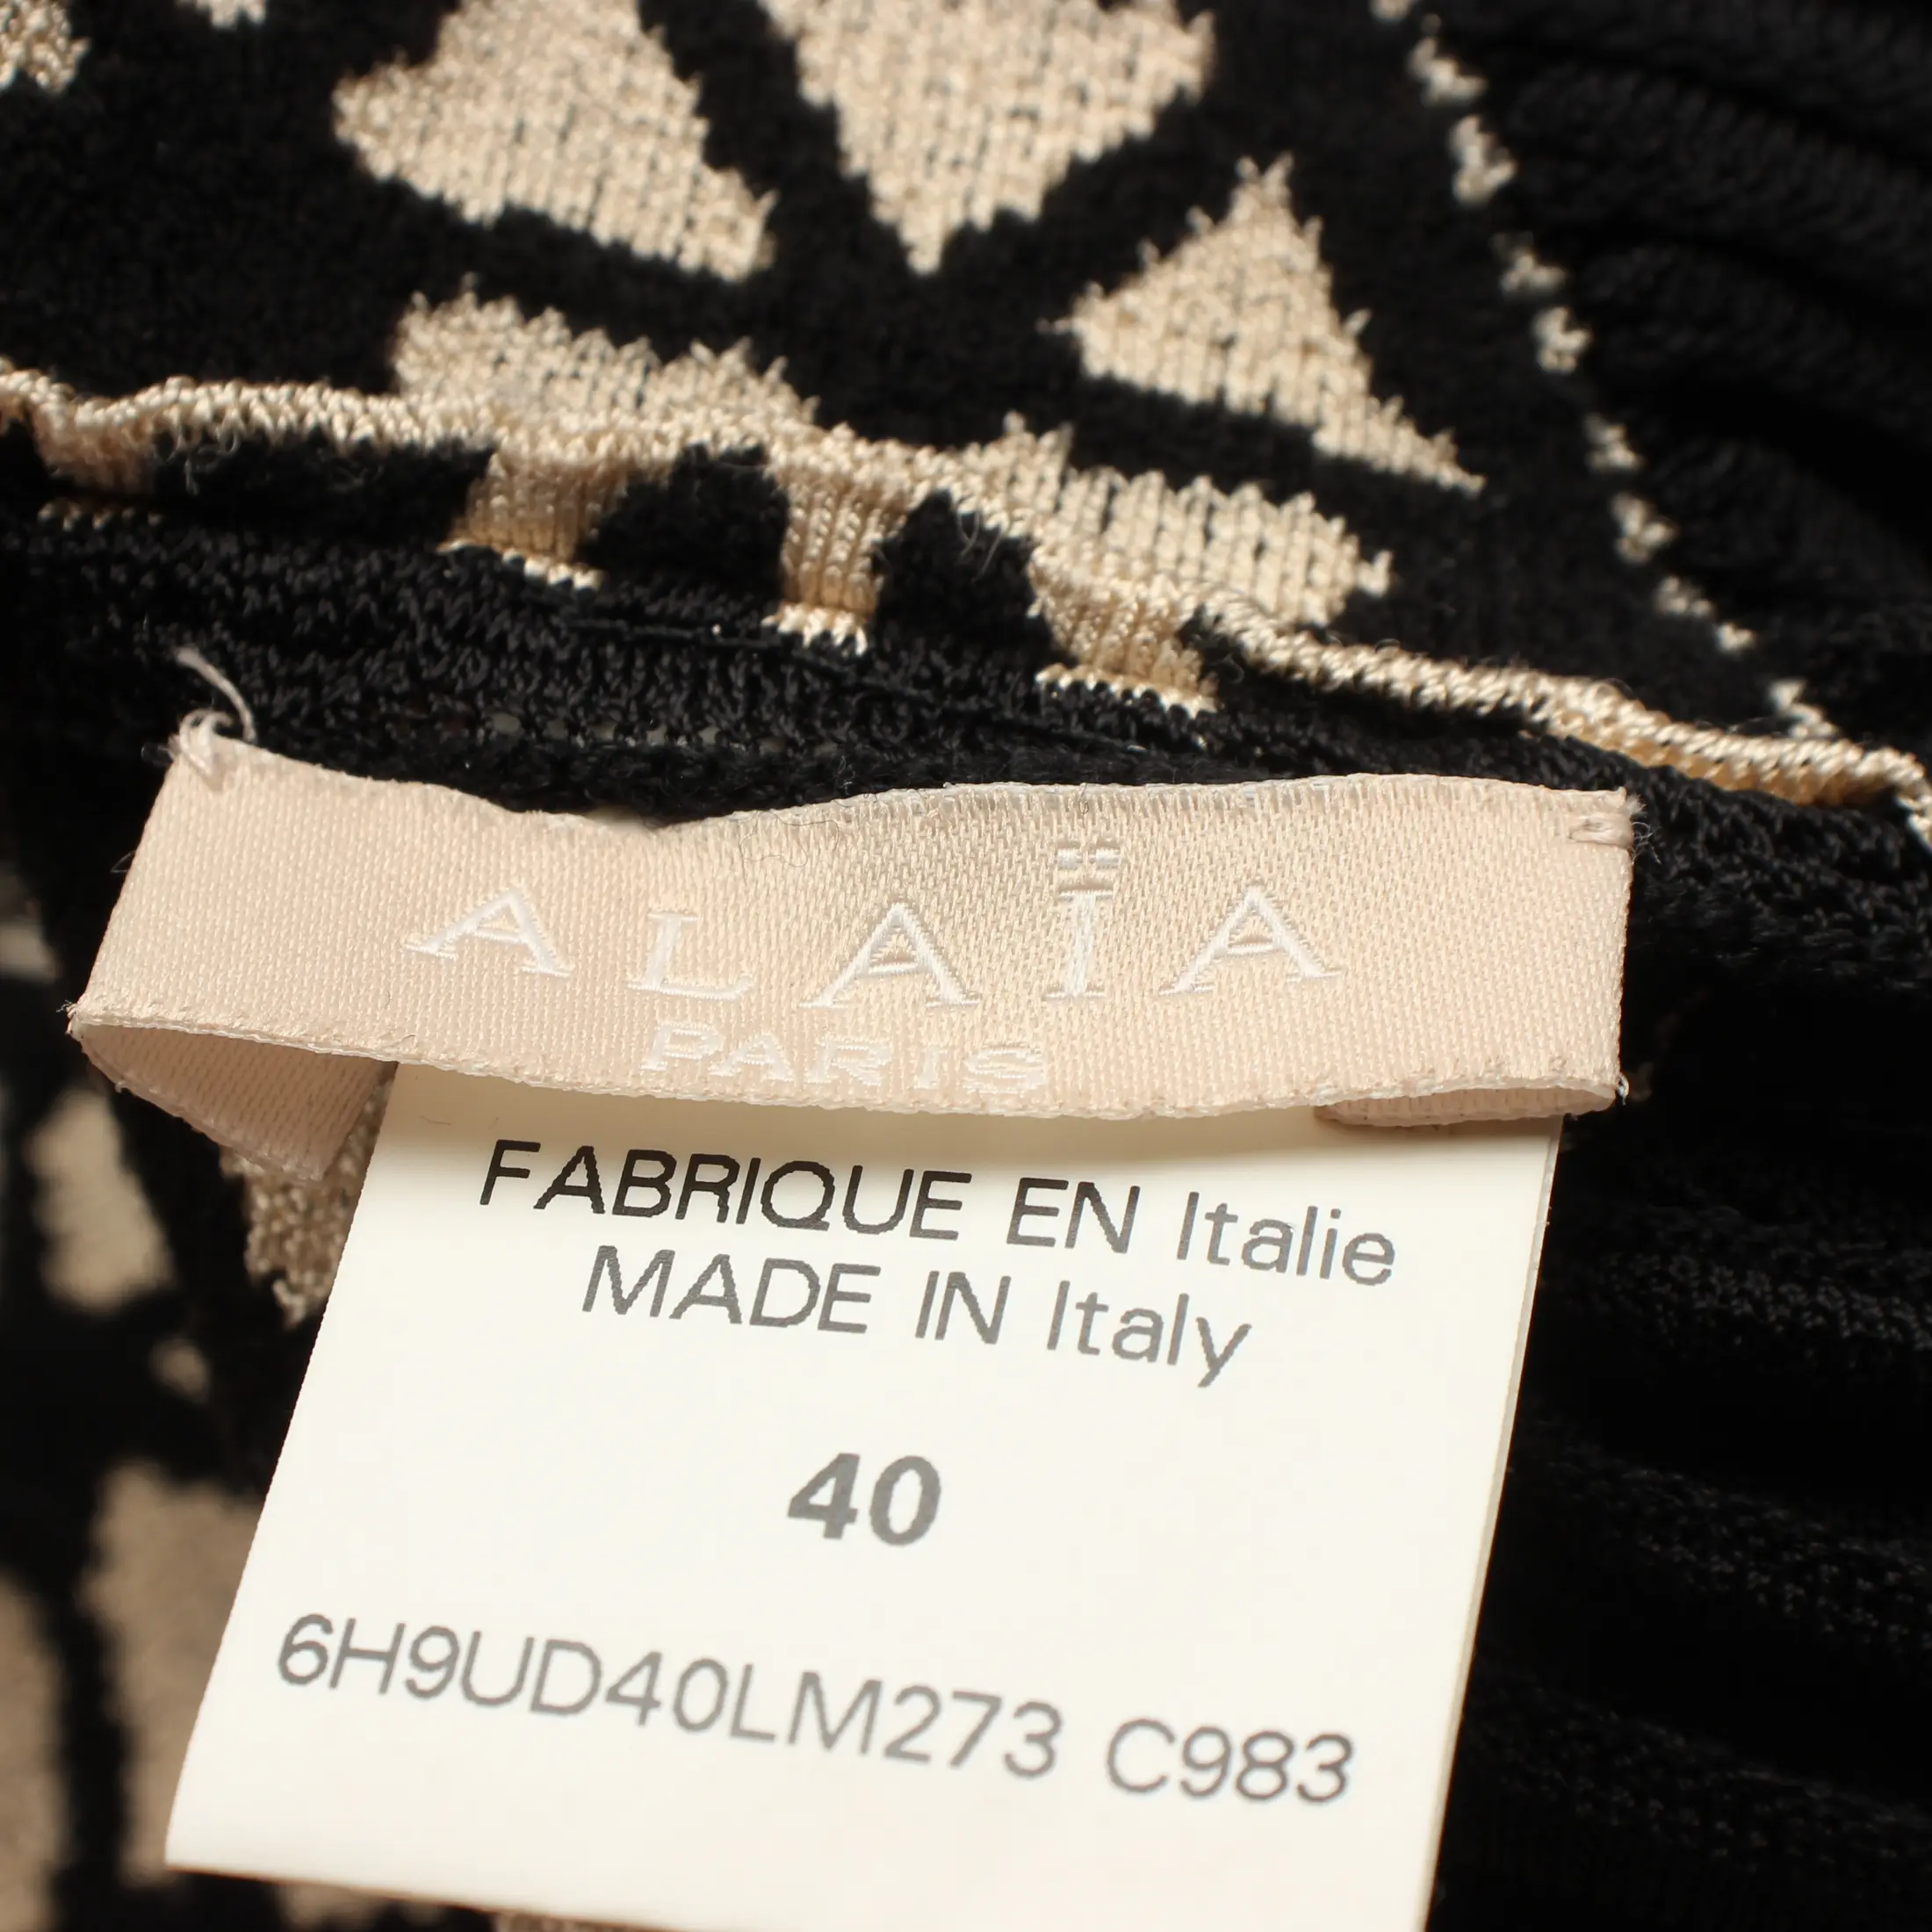 ALAÏA
PARIS
FABRIQUE EN Italie
MADE IN Italy
40
6H9UD40LM273 C983